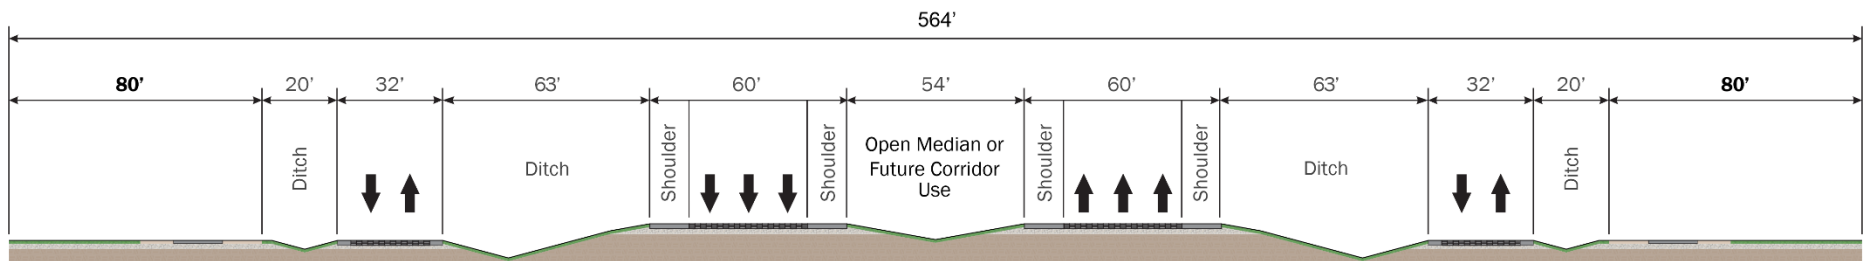 564’
80’ 20’ 32’ 63’ 60’ 54’ 60’ 63’ 32’ 20’ 80’
Ditch
Ditch
Shoulder
Shoulder
Open Median or
Future Corridor
Use
Shoulder
Shoulder
Ditch
Ditch